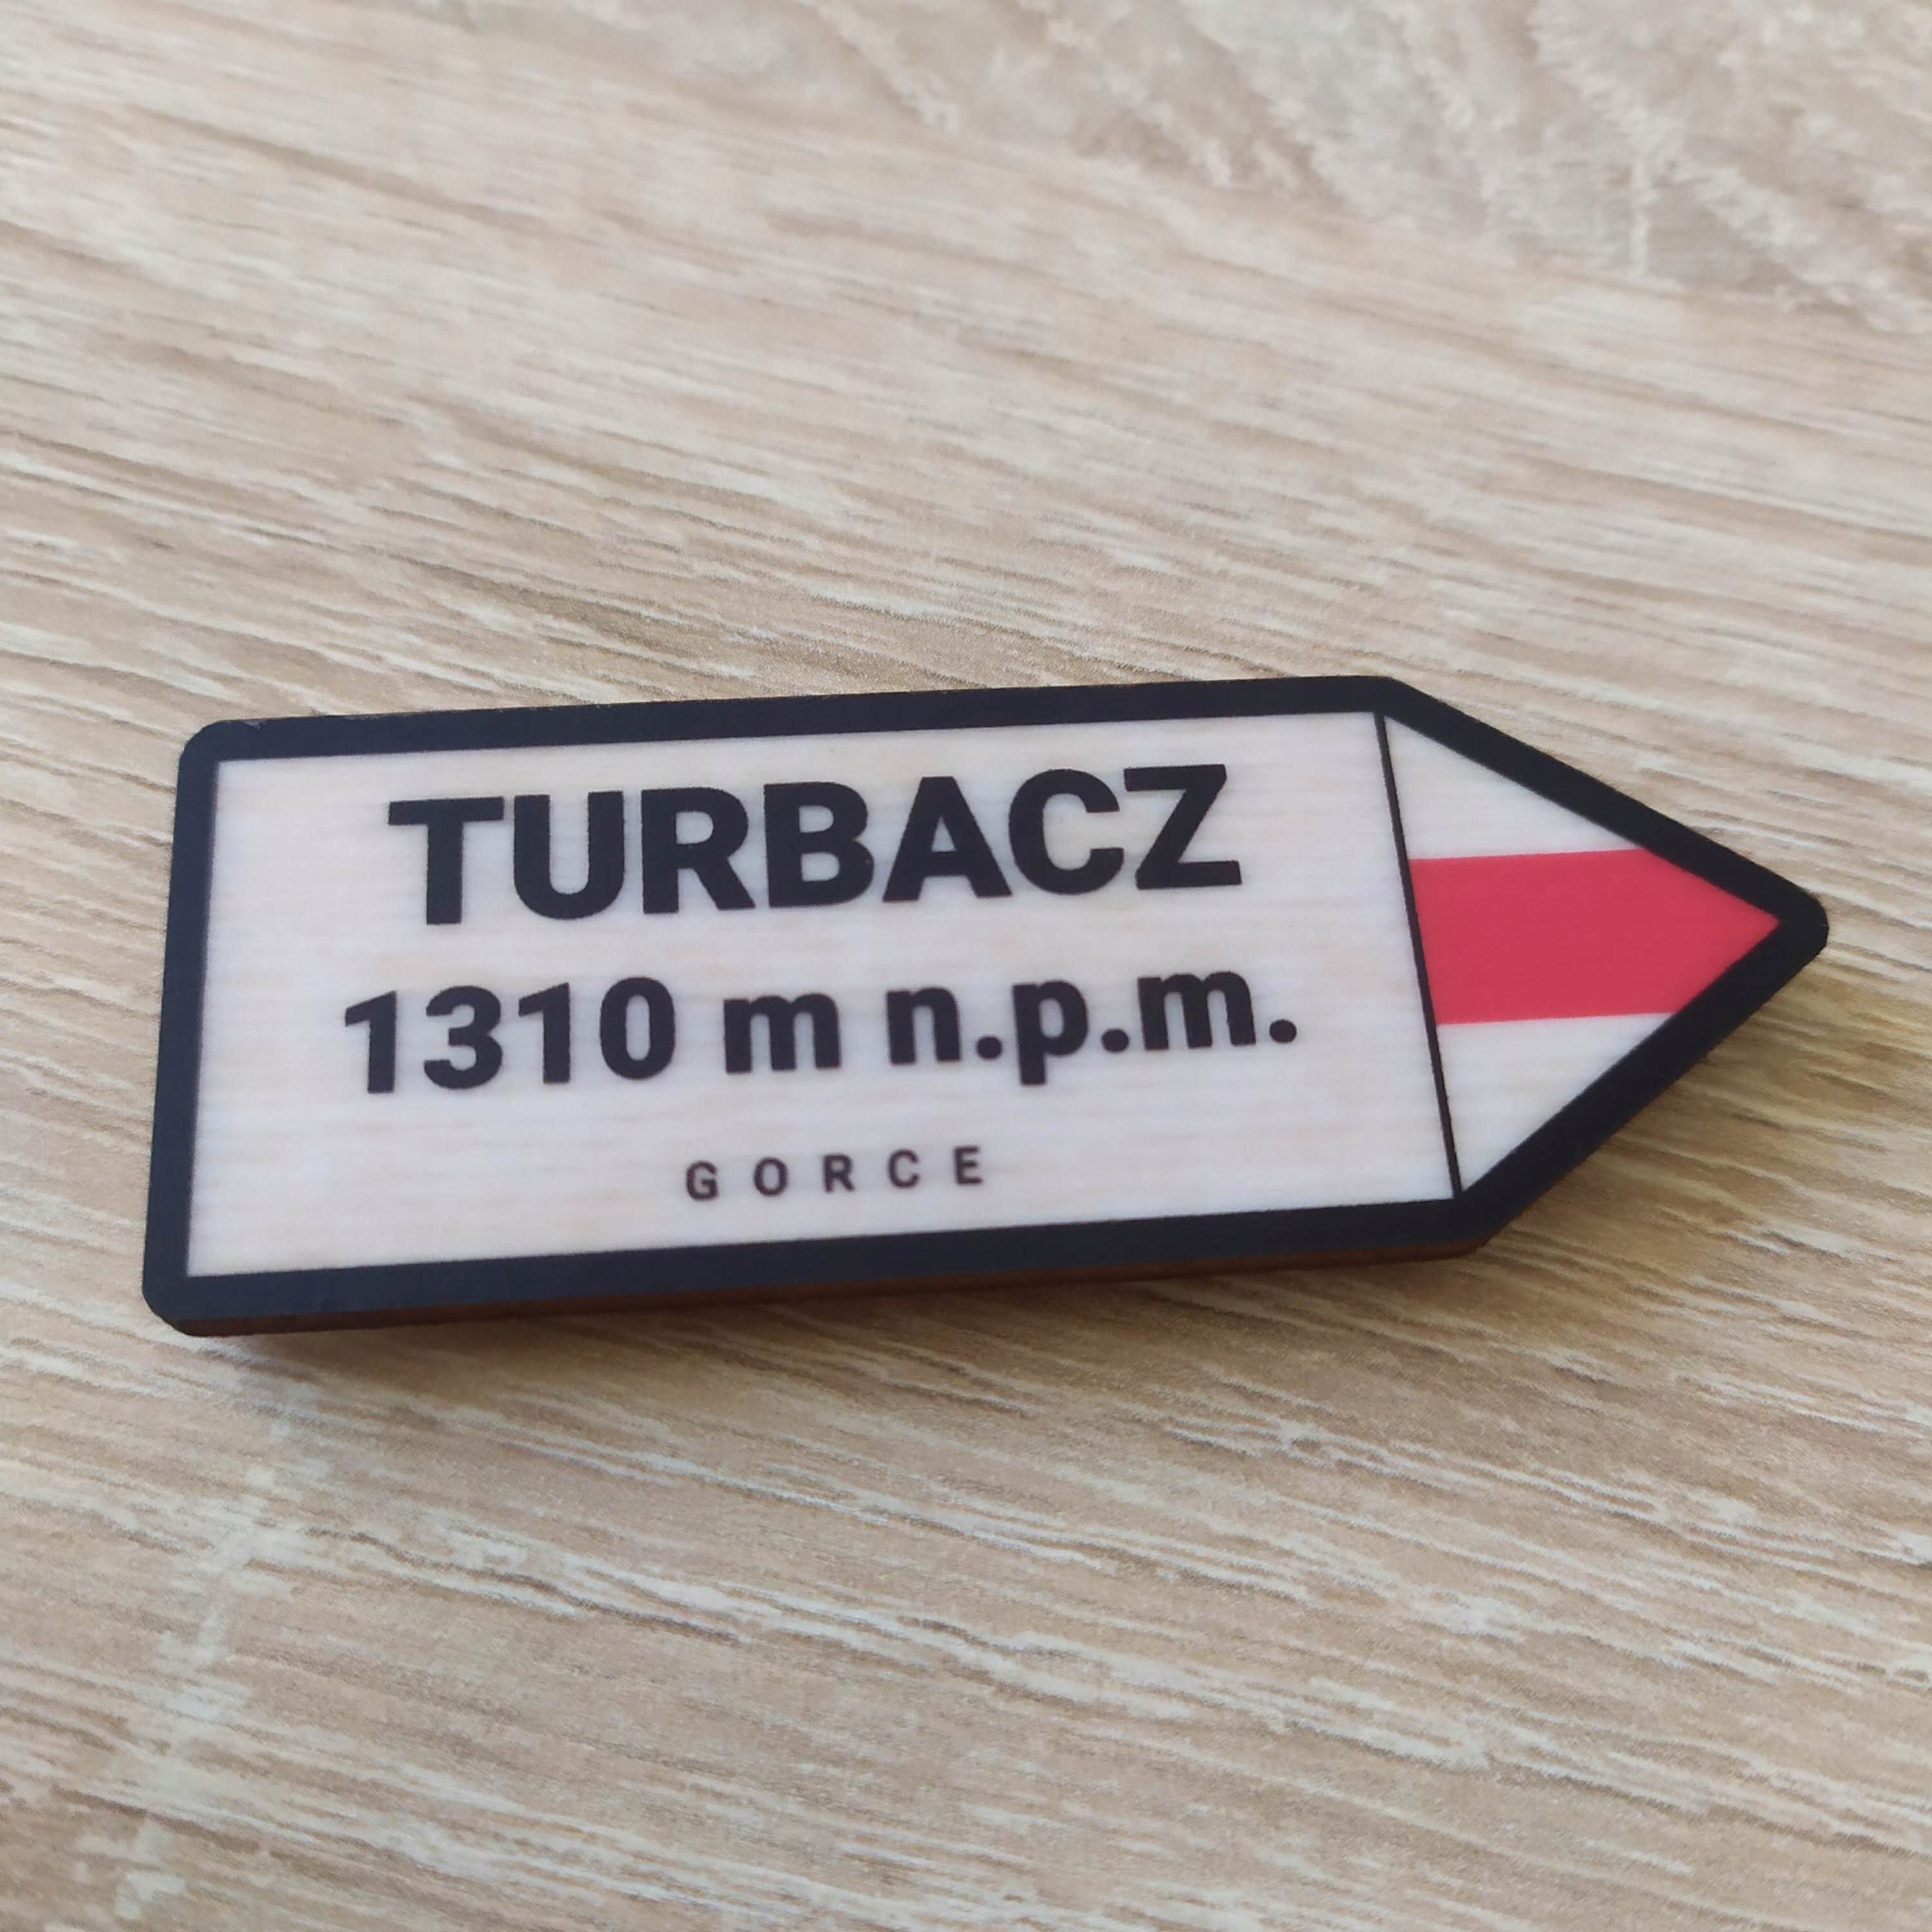 TURBACZ
1310 m n.p.m.
GORCE